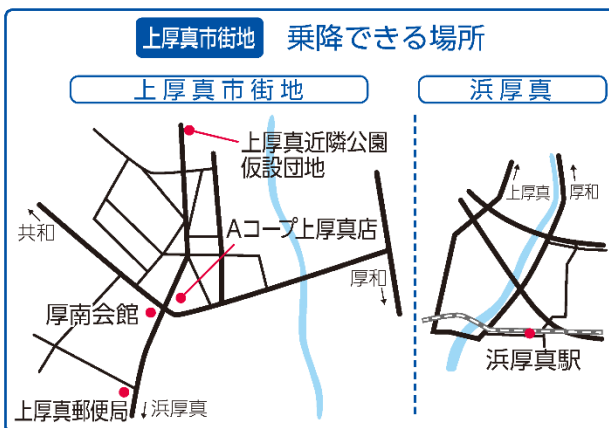 上厚真市街地 乗降できる場所
上厚真市街地
浜厚真
上厚真近隣公園
仮設団地
共和
Aコープ上厚真店
厚和
厚南会館
上厚真郵便局
浜厚真
上厚真
厚和
浜厚真駅